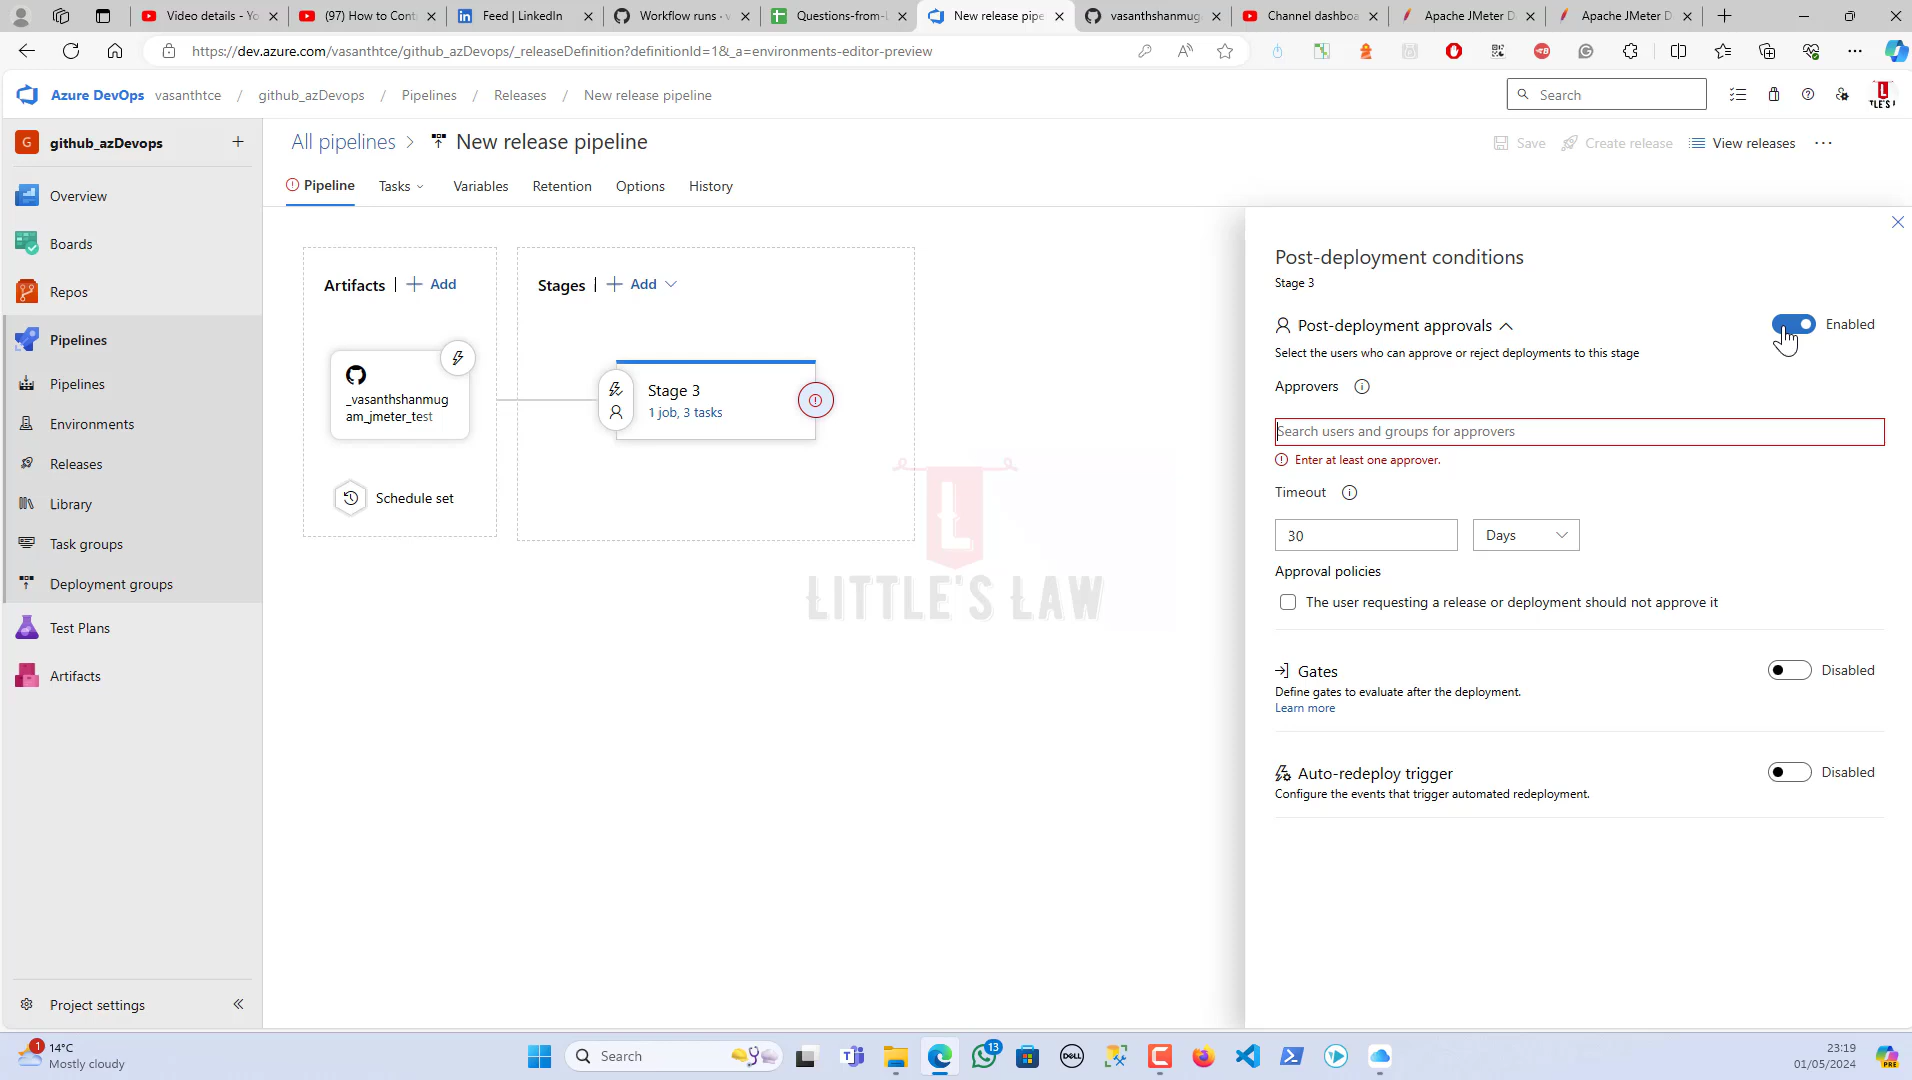 Video details - Yo
(97) How to Cont
Feed | LinkedIn
Workflow runs · v
Questions-from-L
New release pipe
vasanthshanmug
Channel dashboa
Apache JMeter D
Apache JMeter D
https://dev.azure.com/vasanthtce/github_azDevops/_releaseDefinition?definitionId=1&_a=environments-editor-preview
Azure DevOps vasanthtce / github_azDevops / Pipelines / Releases / New release pipeline
Search
G github_azDevops
Overview
Boards
Repos
Pipelines
Pipelines
Environments
Releases
Library
Task groups
Deployment groups
Test Plans
Artifacts
Project settings
All pipelines > New release pipeline
Save Create release View releases
Pipeline Tasks Variables Retention Options History
Artifacts | + Add
_vasanthshanmug
am_jmeter_test
Schedule set
Stages | + Add
Stage 3
1 job, 3 tasks
L
LITTLE'S LAW
Post-deployment conditions
Stage 3
Post-deployment approvals
Enabled
Select the users who can approve or reject deployments to this stage
Approvers
Search users and groups for approvers
Enter at least one approver.
Timeout
30 Days
Approval policies
The user requesting a release or deployment should not approve it
Gates
Disabled
Define gates to evaluate after the deployment.
Learn more
Auto-redeploy trigger
Disabled
Configure the events that trigger automated redeployment.
1
14°C
Mostly cloudy
Search
13
DELL
23:19
01/05/2024
PRE